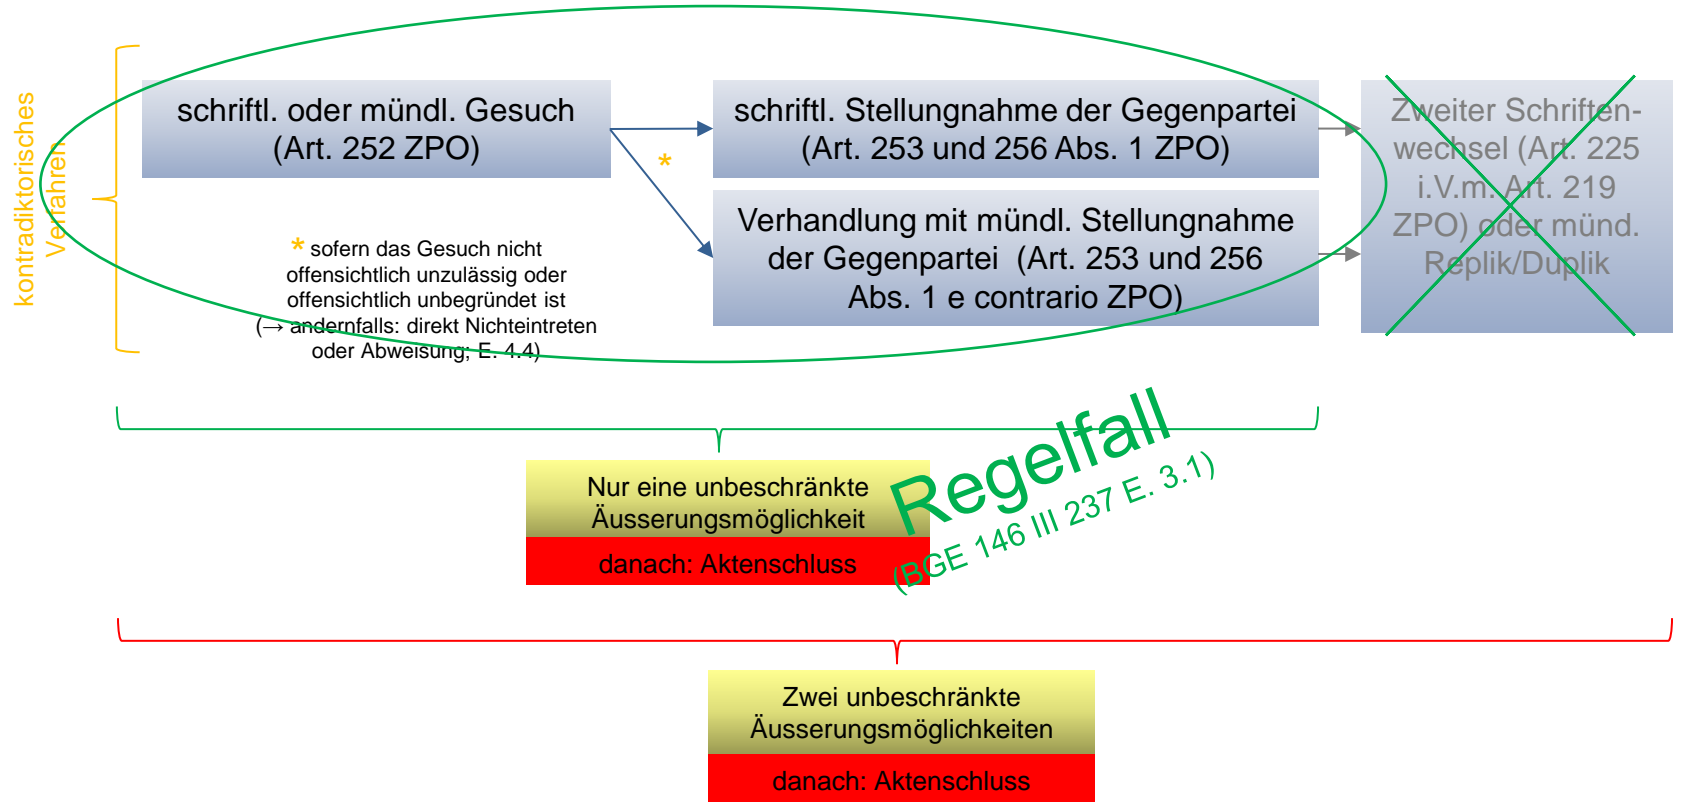 kontradiktorisches
Verfahren
schriftl. oder mündl. Gesuch
(Art. 252 ZPO)
*
schriftl. Stellungnahme der Gegenpartei
(Art. 253 und 256 Abs. 1 ZPO)
Verhandlung mit mündl. Stellungnahme
der Gegenpartei (Art. 253 und 256
Abs. 1 e contrario ZPO)
Zweiter Schriften-
wechsel (Art. 225
i.V.m. Art. 219
ZPO) oder münd.
Replik/Duplik
* sofern das Gesuch nicht
offensichtlich unzulässig oder
offensichtlich unbegründet ist
(→ andernfalls: direkt Nichteintreten
oder Abweisung; E. 4.4)
Nur eine unbeschränkte
Äusserungsmöglichkeit
danach: Aktenschluss
Regelfall
(BGE 146 III 237 E. 3.1)
Zwei unbeschränkte
Äusserungsmöglichkeiten
danach: Aktenschluss